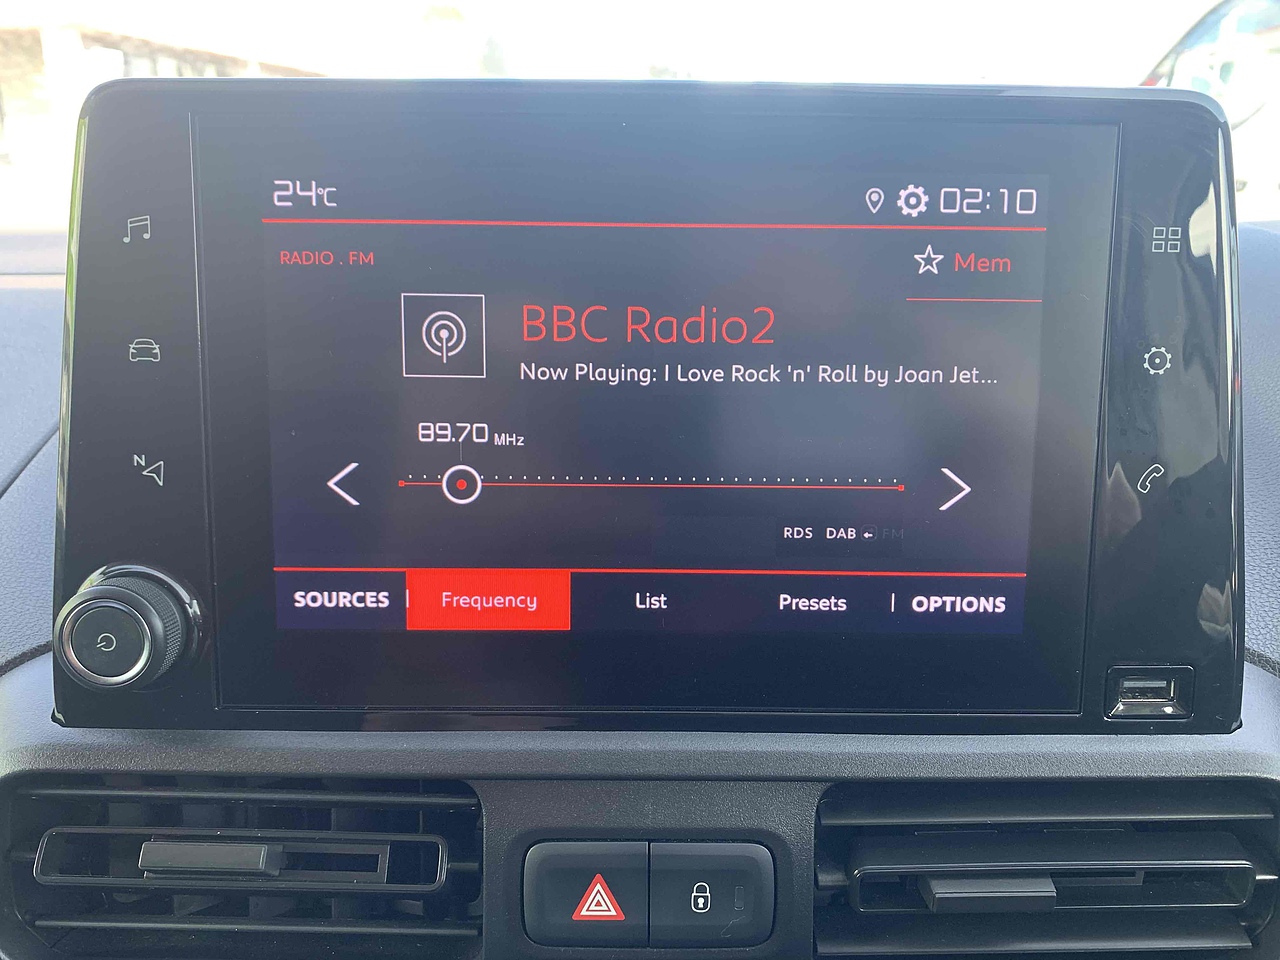 24°C 02:10
RADIO . FM
Mem
BBC Radio2
Now Playing: I Love Rock 'n' Roll by Joan Jet...
89.70 MHz
RDS DAB FM
SOURCES | Frequency List Presets | OPTIONS
N